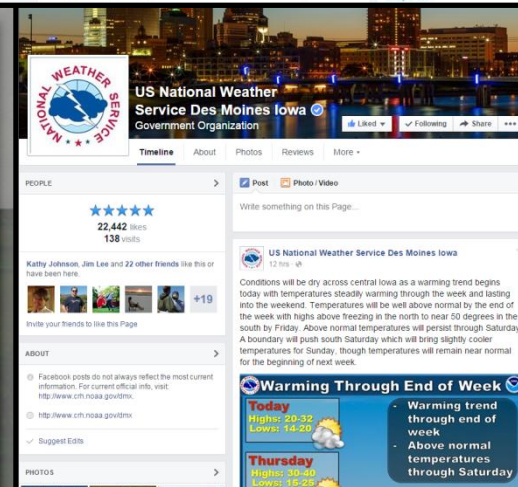 NATIONAL WEATHER SERVICE
US National Weather
Service Des Moines Iowa
Government Organization
Liked
Following
Share
Timeline
About
Photos
Reviews
More
PEOPLE
22,442 likes
138 visits
Kathy Johnson, Jim Lee and 22 other friends like this or
have been here.
+19
Invite your friends to like this Page
ABOUT
Facebook posts do not always reflect the most current
information. For current official info, visit:
http://www.crh.noaa.gov/dmx
http://www.crh.noaa.gov/dmx
Suggest Edits
PHOTOS
Post
Photo / Video
Write something on this Page...
US National Weather Service Des Moines Iowa
12 hrs
Conditions will be dry across central Iowa as a warming trend begins
today with temperatures steadily warming through the week and lasting
into the weekend. Temperatures will be well above normal by the end of
the week with highs above freezing in the north to near 50 degrees in the
south by Friday. Above normal temperatures will persist through Saturday
A boundary will push south Saturday which will bring slightly cooler
temperatures for Sunday, though temperatures will remain near normal
for the beginning of next week.
Warming Through End of Week
Today
Highs: 20-32
Lows: 14-20
Thursday
Highs: 30-40
Lows: 15-25
- Warming trend
through end of
week
- Above normal
temperatures
through Saturday